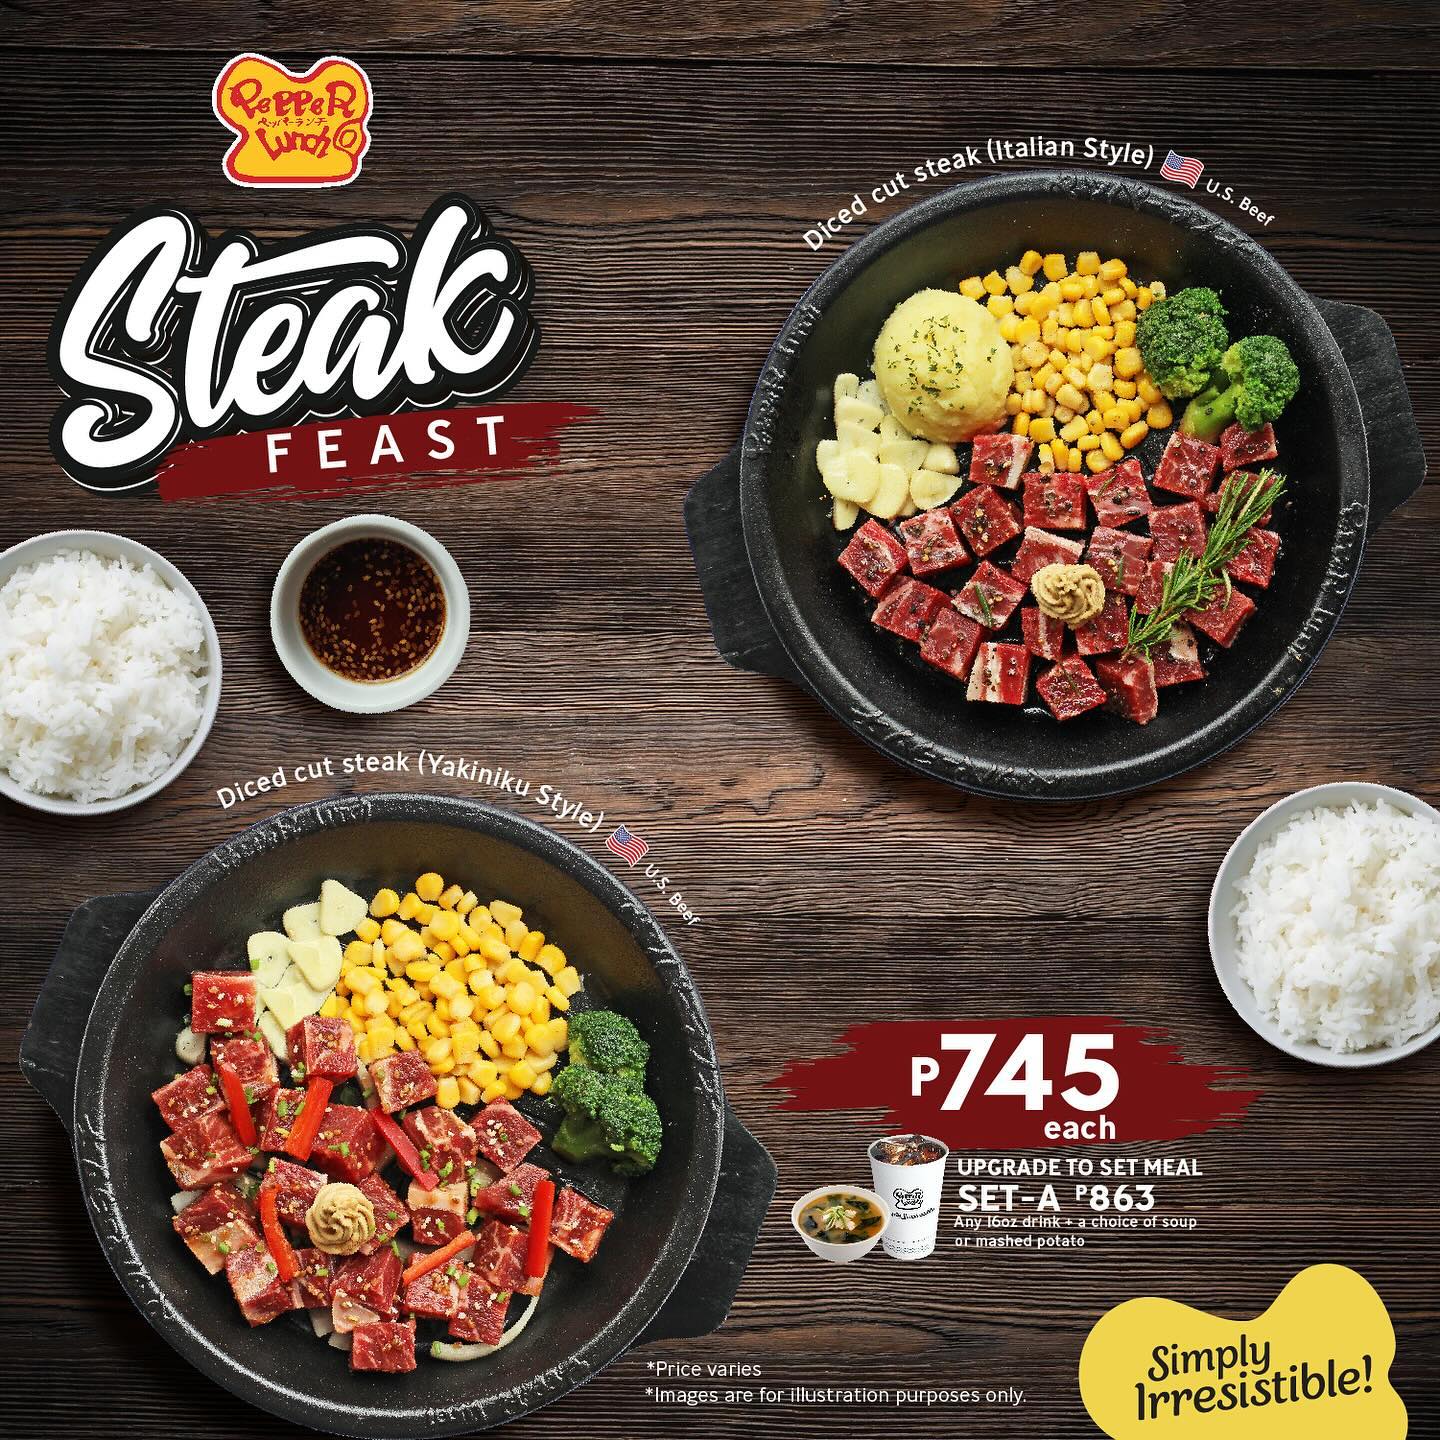 PePPeR
ペッパーランチ
Lunch
Steak
FEAST
Diced cut steak (Italian Style)
U.S. Beef
Diced cut steak (Yakiniku Style)
U.S. Beef
P745
each
UPGRADE TO SET MEAL
SET-A P863
Any 16oz drink + a choice of soup
or mashed potato
*Price varies
*Images are for illustration purposes only.
Simply
Irresistible!